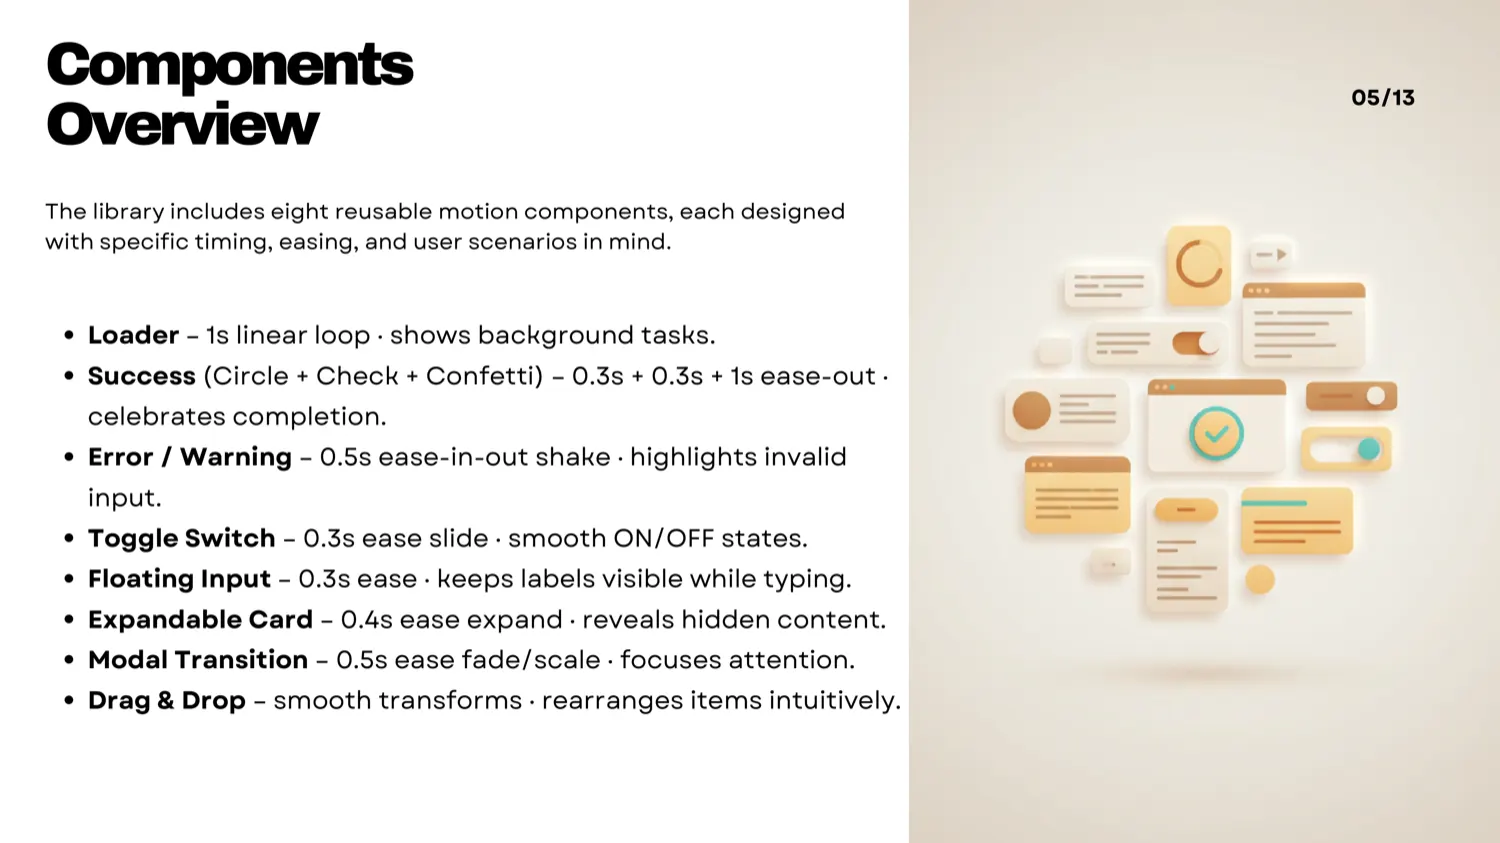 Components
Overview
05/13
The library includes eight reusable motion components, each designed
with specific timing, easing, and user scenarios in mind.
• Loader – 1s linear loop · shows background tasks.
• Success (Circle + Check + Confetti) – 0.3s + 0.3s + 1s ease-out ·
celebrates completion.
• Error / Warning – 0.5s ease-in-out shake · highlights invalid
input.
• Toggle Switch – 0.3s ease slide · smooth ON/OFF states.
• Floating Input – 0.3s ease · keeps labels visible while typing.
• Expandable Card – 0.4s ease expand · reveals hidden content.
• Modal Transition – 0.5s ease fade/scale · focuses attention.
• Drag & Drop – smooth transforms · rearranges items intuitively.